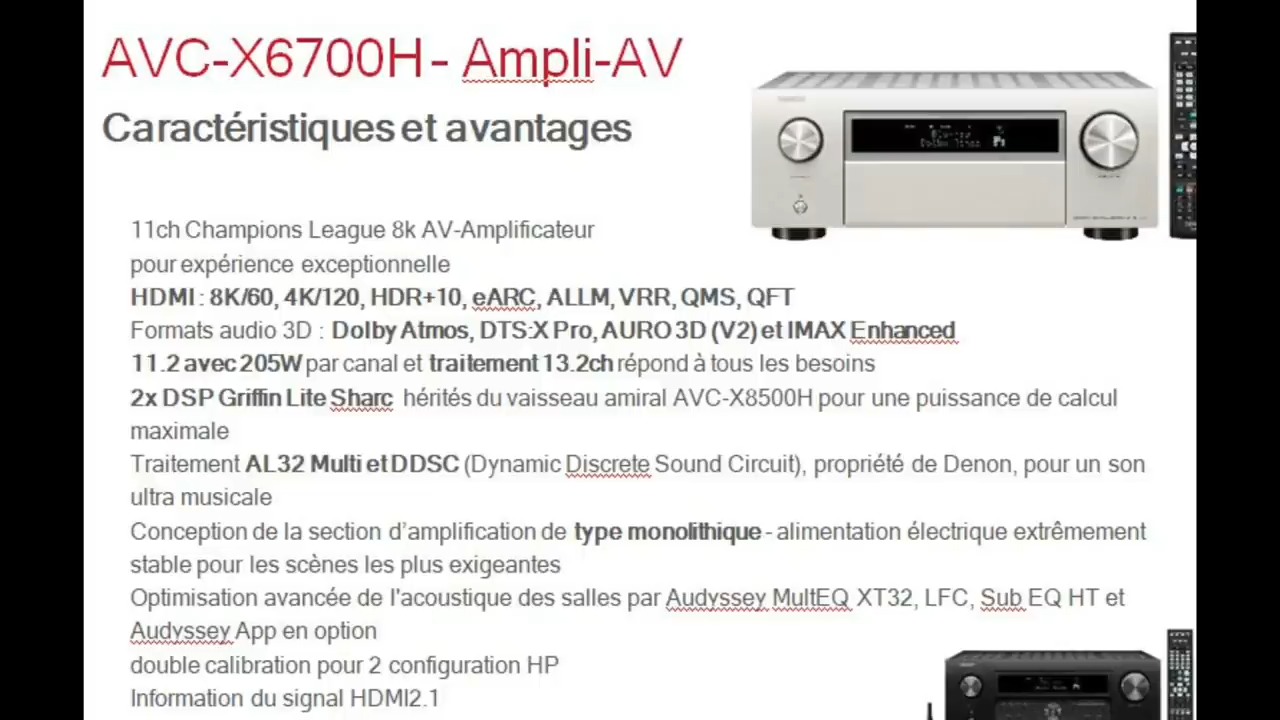 AVC-X6700H- Ampli-AV
Caractéristiques et avantages
11ch Champions League 8k AV-Amplificateur
pour expérience exceptionnelle
HDMI : 8K/60, 4K/120, HDR+10, eARC, ALLM, VRR, QMS, QFT
Formats audio 3D : Dolby Atmos, DTS:X Pro, AURO 3D (V2) et IMAX Enhanced
11.2 avec 205W par canal et traitement 13.2ch répond à tous les besoins
2x DSP Griffin Lite Sharc hérités du vaisseau amiral AVC-X8500H pour une puissance de calcul
maximale
Traitement AL32 Multi et DDSC (Dynamic Discrete Sound Circuit), propriété de Denon, pour un son
ultra musicale
Conception de la section d’amplification de type monolithique - alimentation électrique extrêmement
stable pour les scènes les plus exigeantes
Optimisation avancée de l'acoustique des salles par Audyssey MultEQ XT32, LFC, Sub EQ HT et
Audyssey App en option
double calibration pour 2 configuration HP
Information du signal HDMI2.1